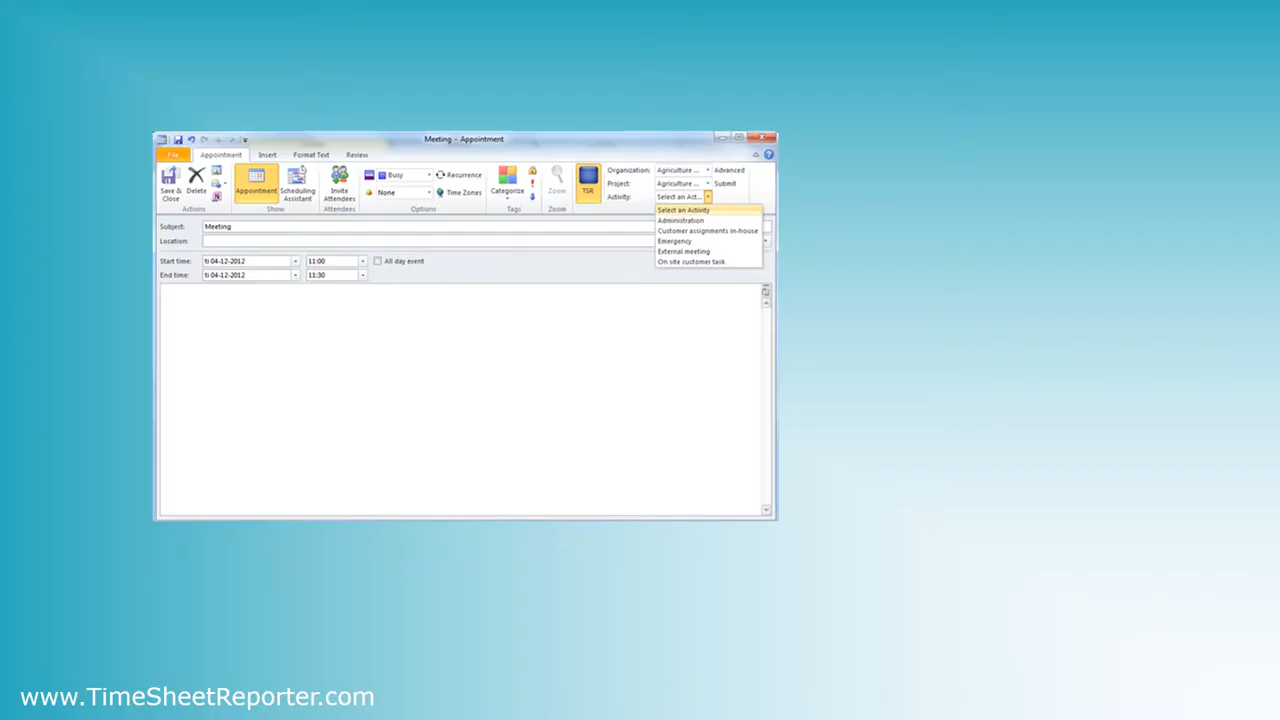 Meeting - Appointment
File Appointment Insert Format Text Review
Save & Close Delete Appointment Scheduling Assistant Invite Attendees Busy Recurrence Categorize Zoom TSR Organization: Agriculture ... Advanced
None Time Zones Project: Agriculture ... Submit
Activity: Select an Act...
Actions Show Attendees Options Tags Zoom
Select an Activity
Administration
Customer assignments in-house
Emergency
External meeting
On site customer task
Subject: Meeting
Location:
Start time: ti 04-12-2012 11:00 All day event
End time: ti 04-12-2012 11:30
www.TimeSheetReporter.com